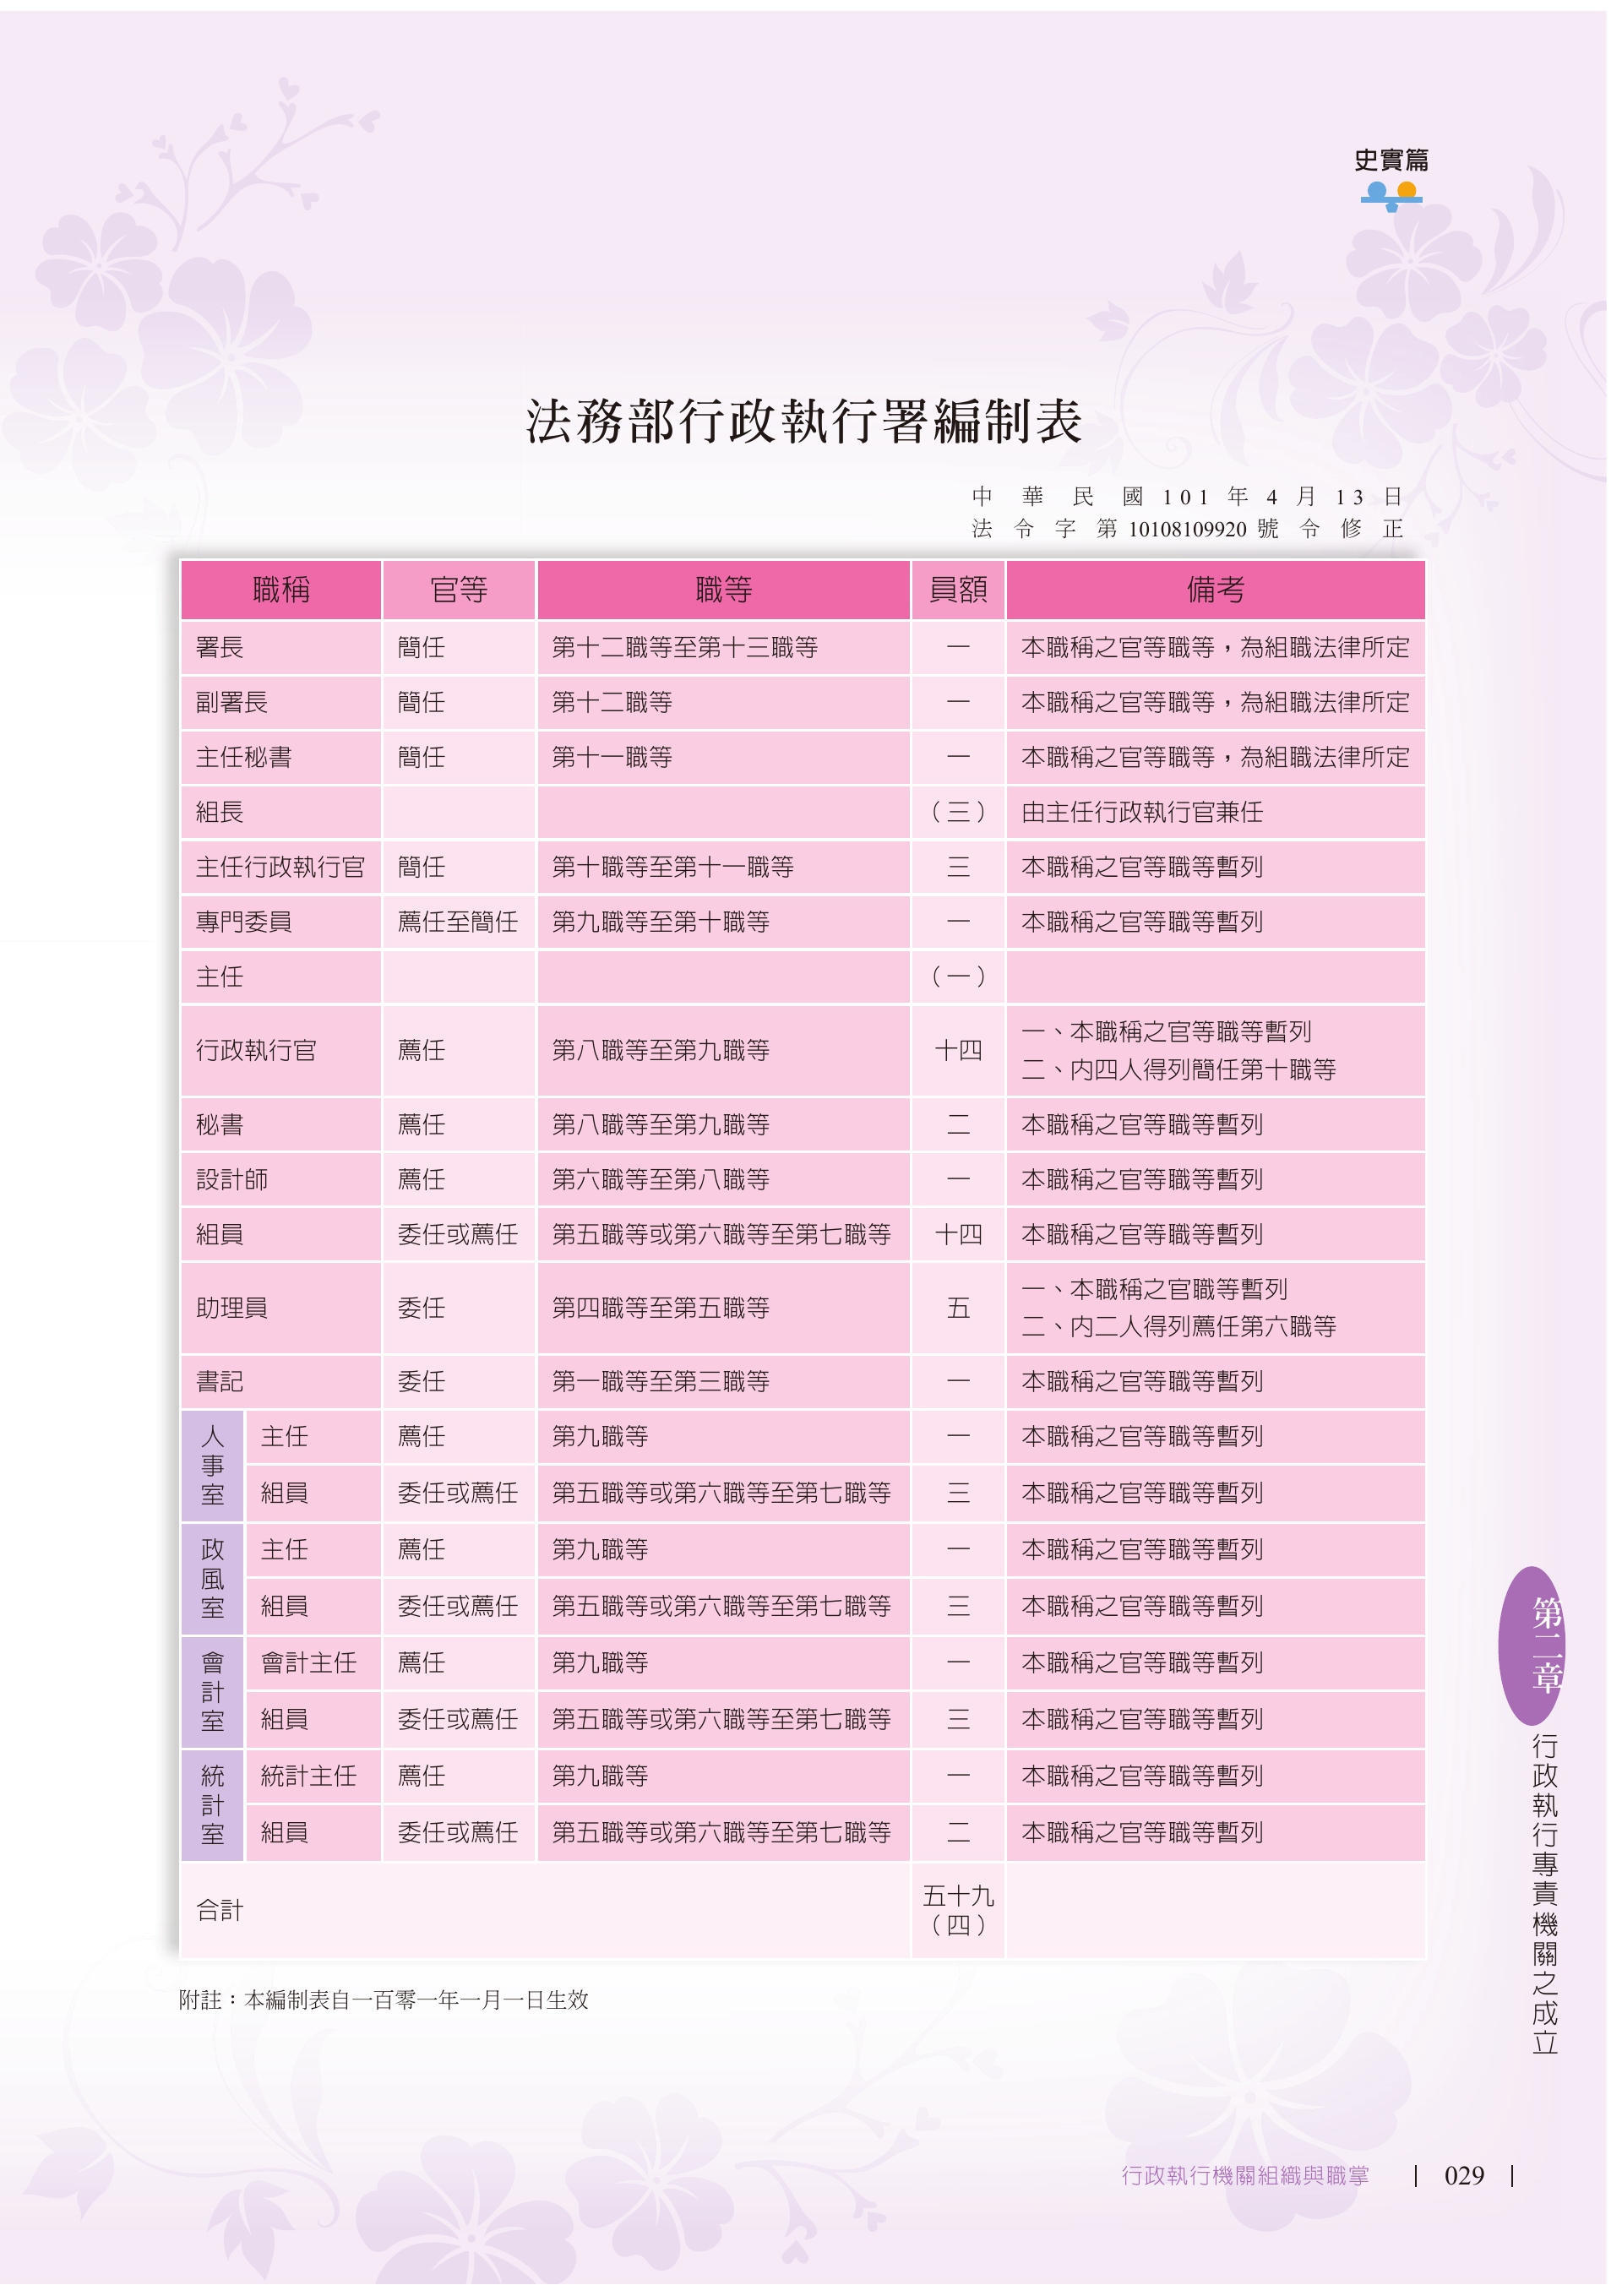 史實篇
法務部行政執行署編制表
中華民國101年4月13日
法令字第10108109920號令修正
職稱 官等 職等 員額 備考
署長 簡任 第十二職等至第十三職等 一 本職稱之官等職等，為組職法律所定
副署長 簡任 第十二職等 一 本職稱之官等職等，為組職法律所定
主任秘書 簡任 第十一職等 一 本職稱之官等職等，為組職法律所定
組長 （三） 由主任行政執行官兼任
主任行政執行官 簡任 第十職等至第十一職等 三 本職稱之官等職等暫列
專門委員 薦任至簡任 第九職等至第十職等 一 本職稱之官等職等暫列
主任 （一）
行政執行官 薦任 第八職等至第九職等 十四 一、本職稱之官等職等暫列
二、內四人得列簡任第十職等
秘書 薦任 第八職等至第九職等 二 本職稱之官等職等暫列
設計師 薦任 第六職等至第八職等 一 本職稱之官等職等暫列
組員 委任或薦任 第五職等或第六職等至第七職等 十四 本職稱之官等職等暫列
助理員 委任 第四職等至第五職等 五 一、本職稱之官職等暫列
二、內二人得列薦任第六職等
書記 委任 第一職等至第三職等 一 本職稱之官等職等暫列
人事室 主任 薦任 第九職等 一 本職稱之官等職等暫列
組員 委任或薦任 第五職等或第六職等至第七職等 三 本職稱之官等職等暫列
政風室 主任 薦任 第九職等 一 本職稱之官等職等暫列
組員 委任或薦任 第五職等或第六職等至第七職等 三 本職稱之官等職等暫列
會計室 會計主任 薦任 第九職等 一 本職稱之官等職等暫列
組員 委任或薦任 第五職等或第六職等至第七職等 三 本職稱之官等職等暫列
統計室 統計主任 薦任 第九職等 一 本職稱之官等職等暫列
組員 委任或薦任 第五職等或第六職等至第七職等 二 本職稱之官等職等暫列
合計 五十九
（四）
附註：本編制表自一百零一年一月一日生效
第二章
行政執行專責機關之成立
行政執行機關組織與職掌 | 029 |